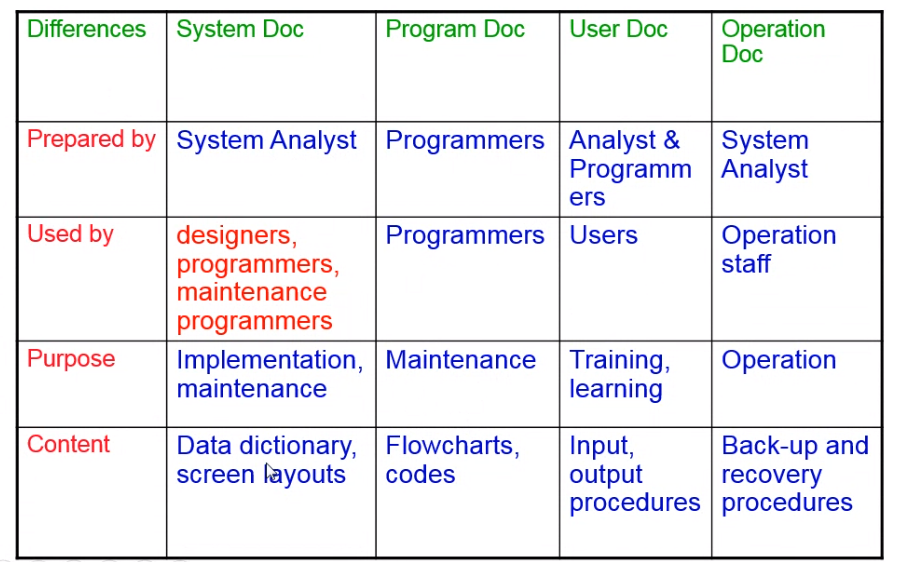 Differences
System Doc
Program Doc
User Doc
Operation
Doc
Prepared by
System Analyst
Programmers
Analyst &
Programm
ers
System
Analyst
Used by
designers,
programmers,
maintenance
programmers
Programmers
Users
Operation
staff
Purpose
Implementation,
maintenance
Maintenance
Training,
learning
Operation
Content
Data dictionary,
screen layouts
Flowcharts,
codes
Input,
output
procedures
Back-up and
recovery
procedures